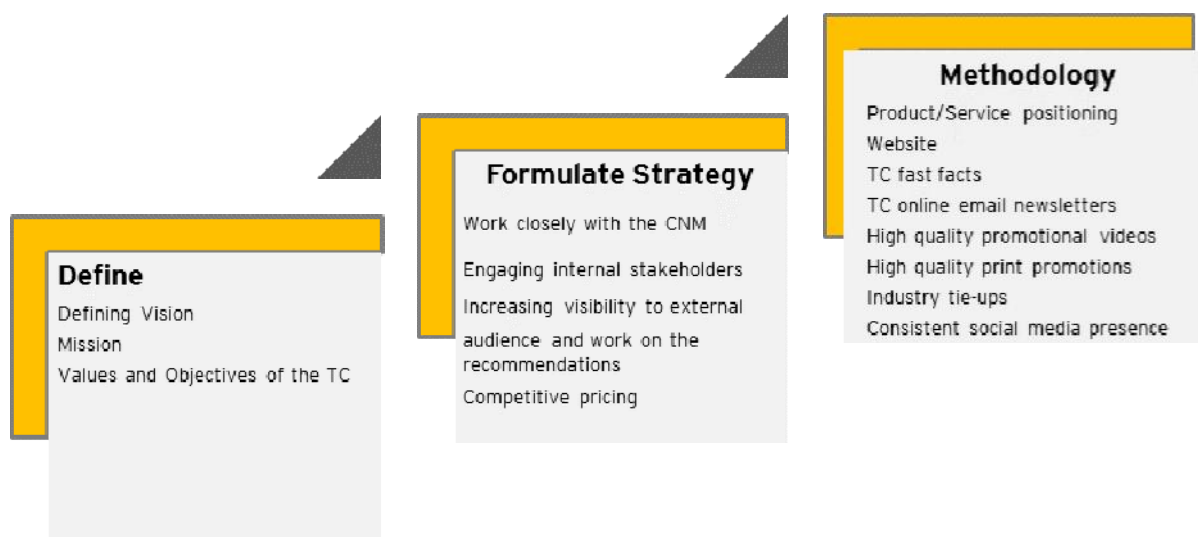 Define
Defining Vision
Mission
Values and Objectives of the TC
Formulate Strategy
Work closely with the CNM
Engaging internal stakeholders
Increasing visibility to external
audience and work on the
recommendations
Competitive pricing
Methodology
Product/Service positioning
Website
TC fast facts
TC online email newsletters
High quality promotional videos
High quality print promotions
Industry tie-ups
Consistent social media presence